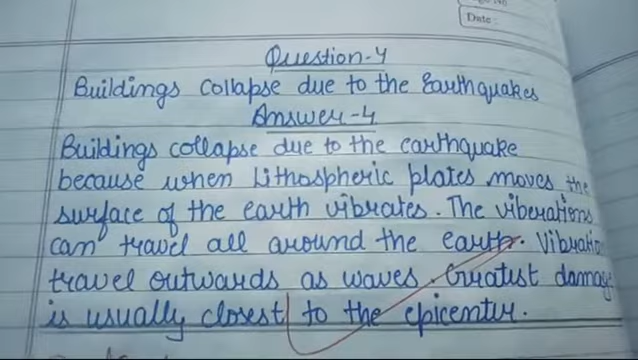 Date :
Question-4
Buildings collapse due to the Earthquakes
Answer-4
Buildings collapse due to the earthquake
because when Lithospheric plates moves the
surface of the earth vibrates. The viberations
can travel all around the earth. Vibration
travel outwards as waves. Greatest damage
is usually closest to the epicenter.